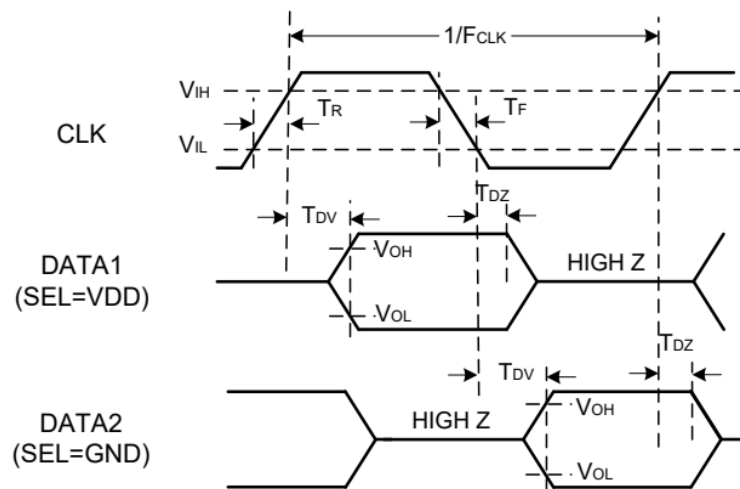 1/FCLK
VIH
TR
TF
CLK
VIL
TDZ
TDV
DATA1
(SEL=VDD)
VOH
HIGH Z
VOL
TDZ
TDV
DATA2
(SEL=GND)
HIGH Z
VOH
VOL